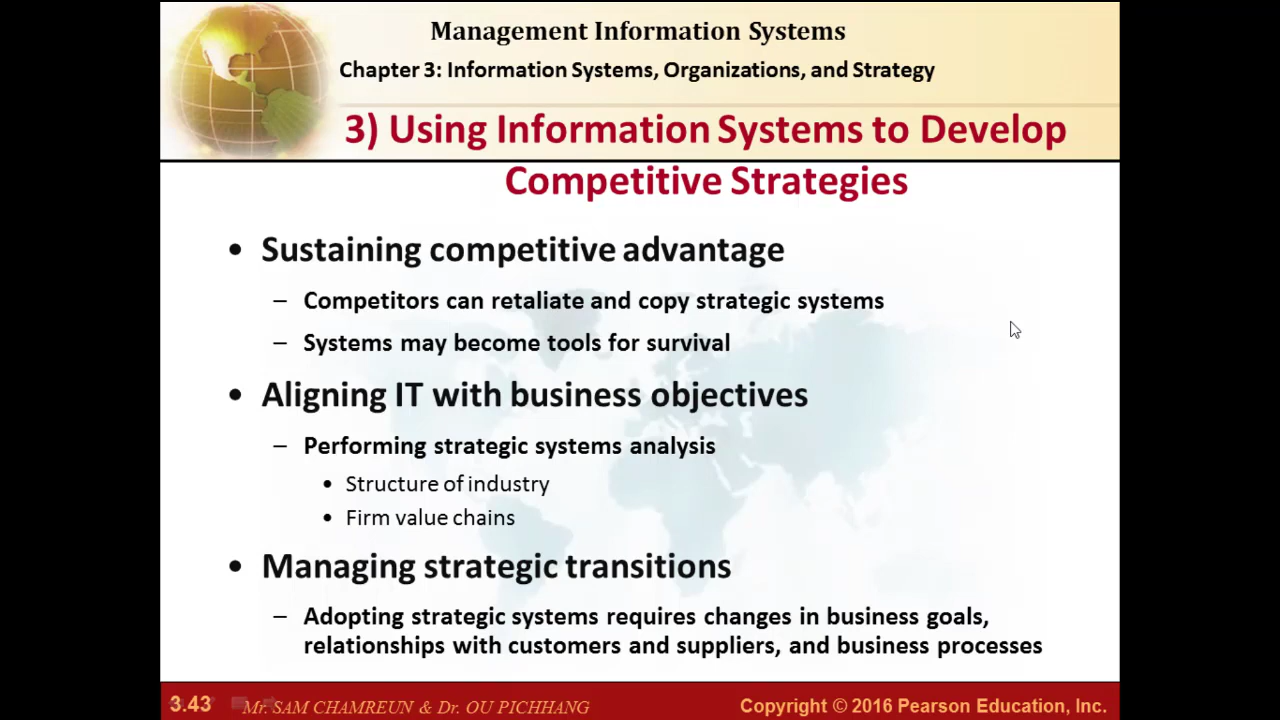 Management Information Systems
Chapter 3: Information Systems, Organizations, and Strategy
3) Using Information Systems to Develop
Competitive Strategies
• Sustaining competitive advantage
– Competitors can retaliate and copy strategic systems
– Systems may become tools for survival
• Aligning IT with business objectives
– Performing strategic systems analysis
• Structure of industry
• Firm value chains
• Managing strategic transitions
– Adopting strategic systems requires changes in business goals,
relationships with customers and suppliers, and business processes
3.43 Mr. SAM CHAMREUN & Dr. OU PICHHANG Copyright © 2016 Pearson Education, Inc.